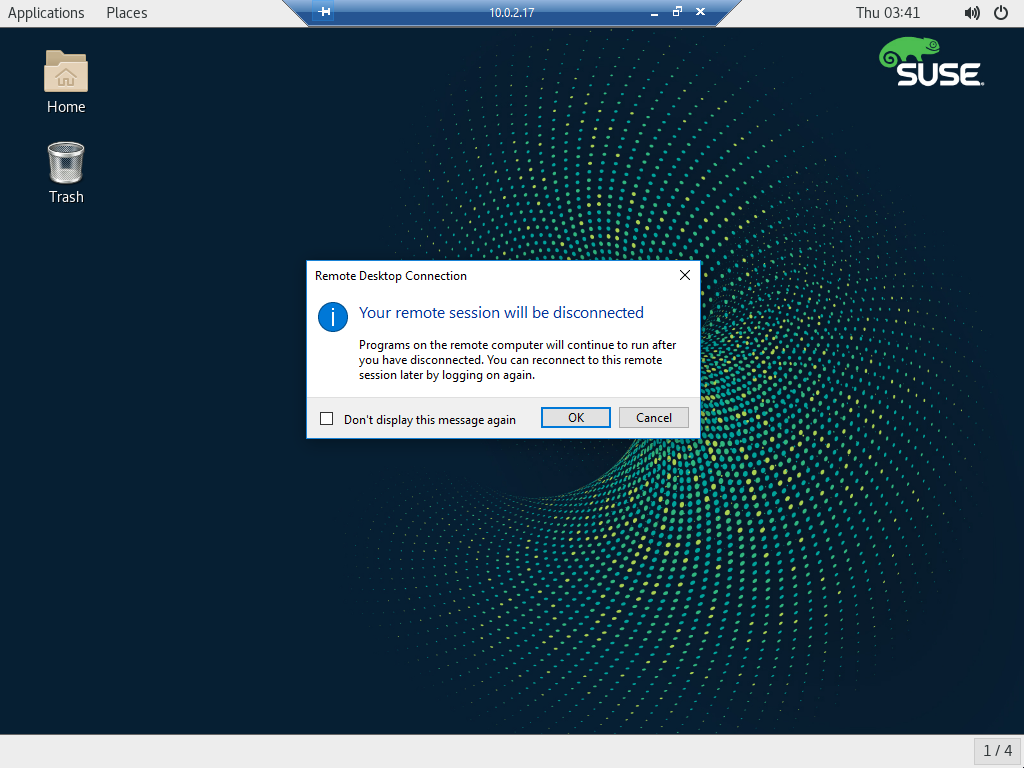 Applications Places 10.0.2.17 Thu 03:41
SUSE
Home
Trash
Remote Desktop Connection
Your remote session will be disconnected
Programs on the remote computer will continue to run after
you have disconnected. You can reconnect to this remote
session later by logging on again.
Don't display this message again OK Cancel
1 / 4